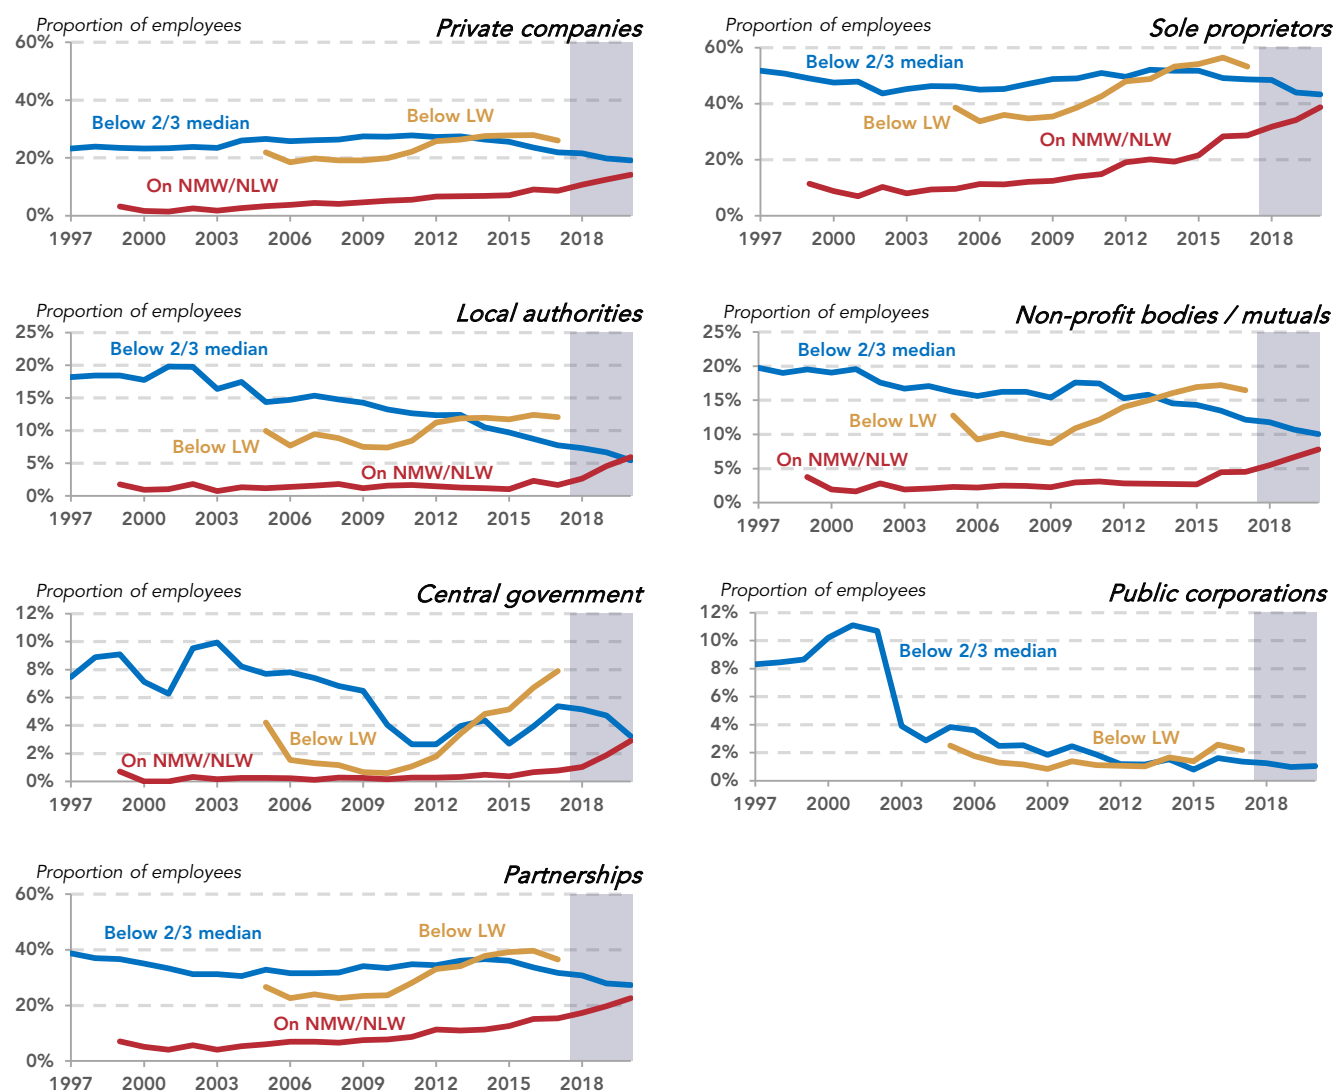 Proportion of employees
Private companies
60%
40%
20%
0%
Below 2/3 median
Below LW
On NMW/NLW
1997 2000 2003 2006 2009 2012 2015 2018
Proportion of employees
Sole proprietors
60%
40%
20%
0%
Below 2/3 median
Below LW
On NMW/NLW
1997 2000 2003 2006 2009 2012 2015 2018
Proportion of employees
Local authorities
25%
20%
15%
10%
5%
0%
Below 2/3 median
Below LW
On NMW/NLW
1997 2000 2003 2006 2009 2012 2015 2018
Proportion of employees
Non-profit bodies / mutuals
25%
20%
15%
10%
5%
0%
Below 2/3 median
Below LW
On NMW/NLW
1997 2000 2003 2006 2009 2012 2015 2018
Proportion of employees
Central government
12%
10%
8%
6%
4%
2%
0%
Below LW
On NMW/NLW
1997 2000 2003 2006 2009 2012 2015 2018
Proportion of employees
Public corporations
12%
10%
8%
6%
4%
2%
0%
Below 2/3 median
Below LW
1997 2000 2003 2006 2009 2012 2015 2018
Proportion of employees
Partnerships
60%
40%
20%
0%
Below 2/3 median
Below LW
On NMW/NLW
1997 2000 2003 2006 2009 2012 2015 2018